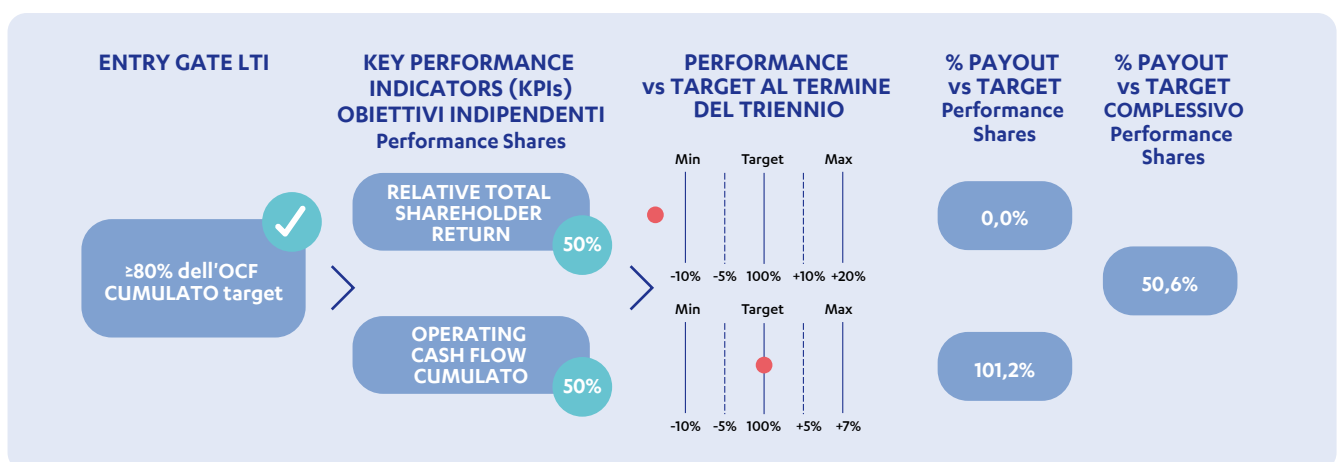 ENTRY GATE LTI
≥80% dell'OCF
CUMULATO target
KEY PERFORMANCE
INDICATORS (KPIs)
OBIETTIVI INDIPENDENTI
Performance Shares
RELATIVE TOTAL
SHAREHOLDER
RETURN
50%
OPERATING
CASH FLOW
CUMULATO
50%
PERFORMANCE
vs TARGET AL TERMINE
DEL TRIENNIO
Min Target Max
-10% -5% 100% +10% +20%
Min Target Max
-10% -5% 100% +5% +7%
% PAYOUT
vs TARGET
Performance
Shares
0,0%
101,2%
% PAYOUT
vs TARGET
COMPLESSIVO
Performance
Shares
50,6%